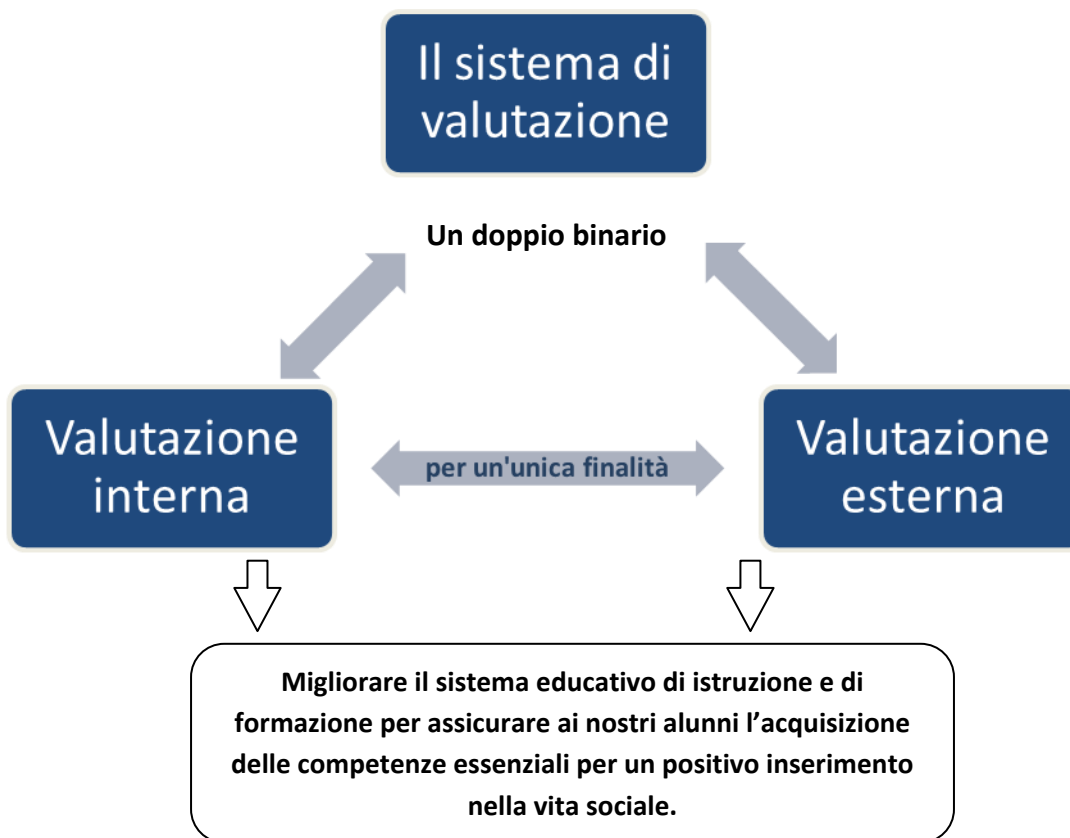 Il sistema di
valutazione
Un doppio binario
Valutazione
interna
per un'unica finalità
Valutazione
esterna
Migliorare il sistema educativo di istruzione e di
formazione per assicurare ai nostri alunni l’acquisizione
delle competenze essenziali per un positivo inserimento
nella vita sociale.